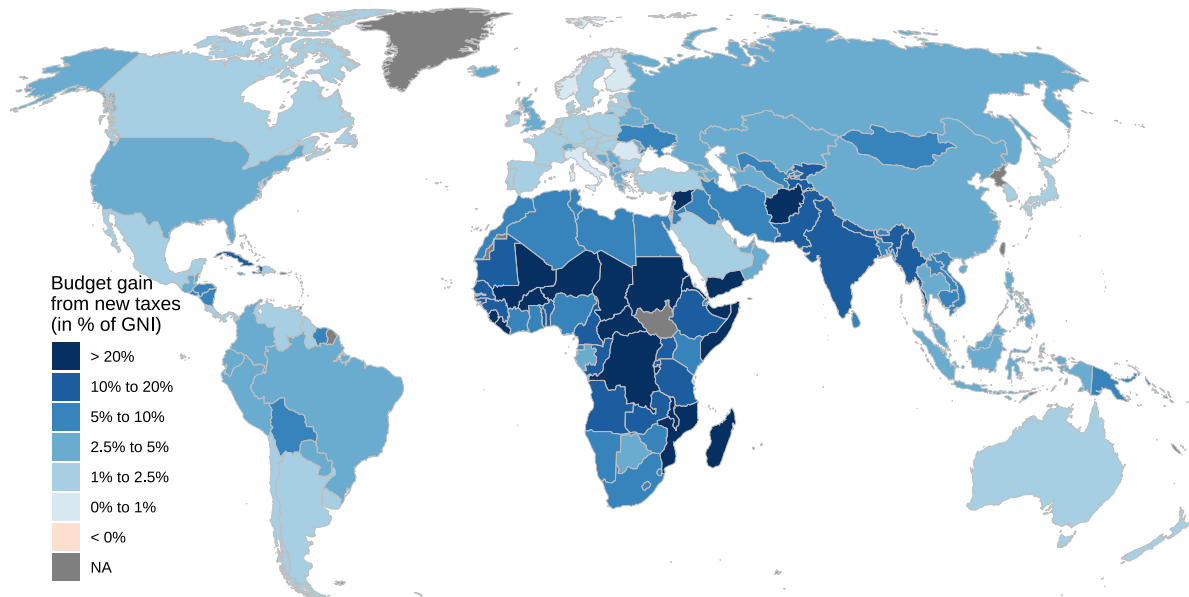 Budget gain
from new taxes
(in % of GNI)
> 20%
10% to 20%
5% to 10%
2.5% to 5%
1% to 2.5%
0% to 1%
< 0%
NA